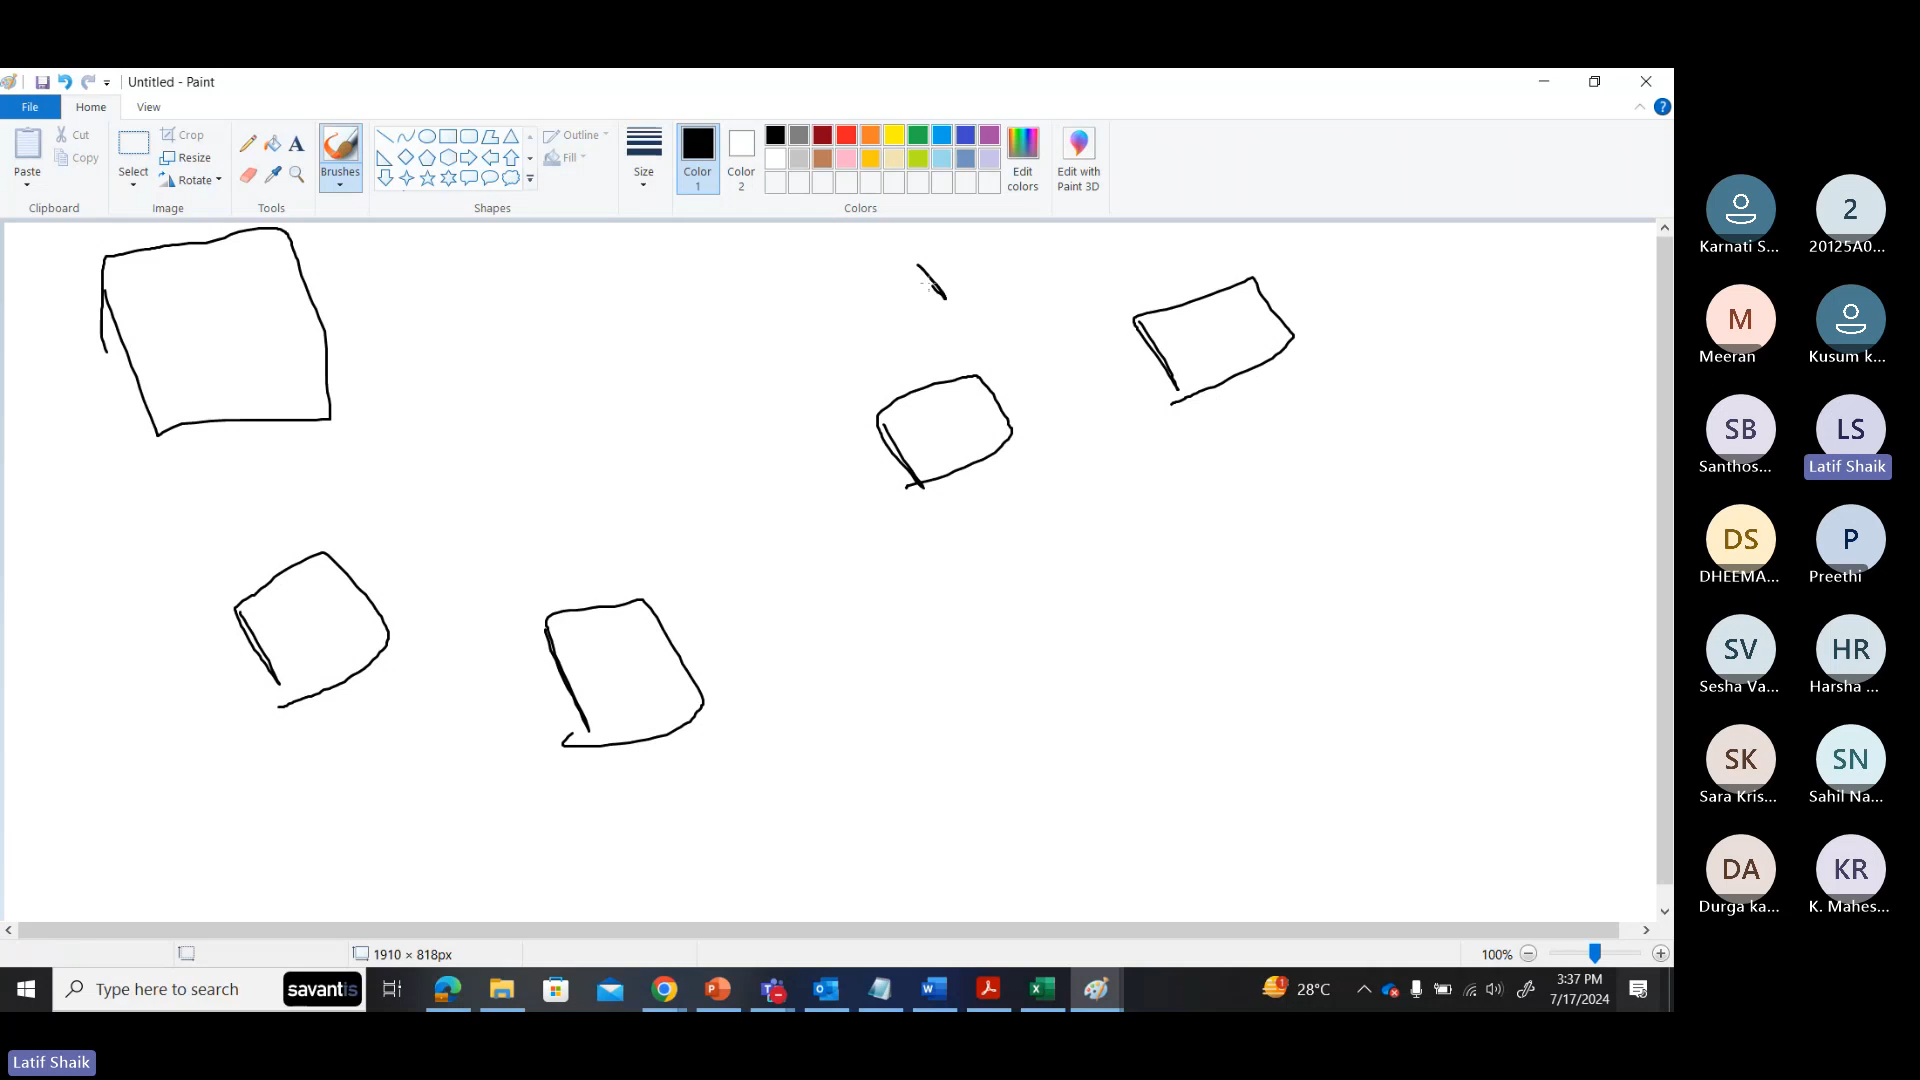 Untitled - Paint
File Home View
Paste Cut Copy Clipboard
Select Crop Resize Rotate Image
A Tools
Brushes
Shapes Outline Fill
Size
Color 1
Color 2
Edit colors
Colors
Edit with Paint 3D
?
Karnati S...
2
20125A0...
M
Meeran
Kusum k...
SB
Santhos...
LS
Latif Shaik
DS
DHEEMA...
P
Preethi
SV
Sesha Va...
HR
Harsha ...
SK
Sara Kris...
SN
Sahil Na...
DA
Durga ka...
KR
K. Mahes...
1910 × 818px
100%
Type here to search savantis
28°C
3:37 PM
7/17/2024
Latif Shaik